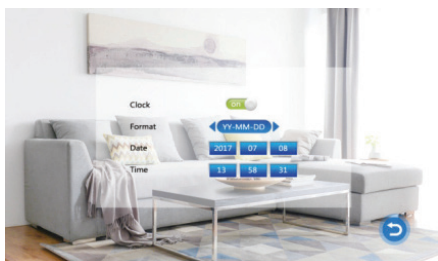 Clock on
Format YY-MM-DD
Date 2017 07 08
Time 13 58 31